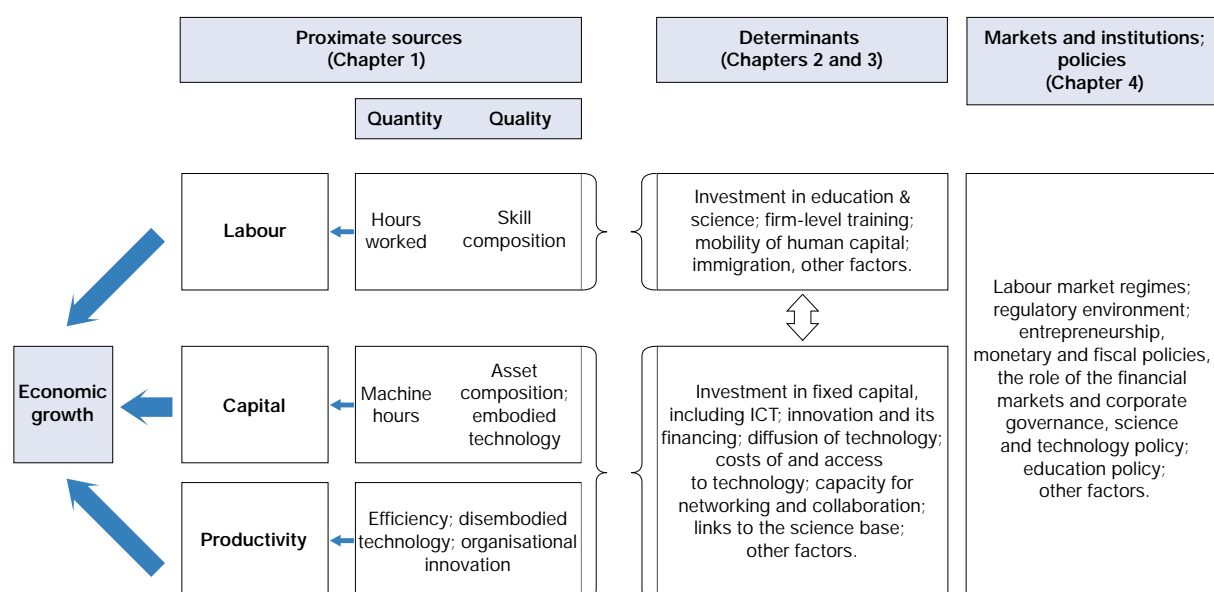 Proximate sources
(Chapter 1)
Determinants
(Chapters 2 and 3)
Markets and institutions;
policies
(Chapter 4)
Quantity Quality
Labour
Hours
worked
Skill
composition
Investment in education &
science; firm-level training;
mobility of human capital;
immigration, other factors.
Economic
growth
Capital
Machine
hours
Asset
composition;
embodied
technology
Productivity
Efficiency; disembodied
technology; organisational
innovation
Investment in fixed capital,
including ICT; innovation and its
financing; diffusion of technology;
costs of and access
to technology; capacity for
networking and collaboration;
links to the science base;
other factors.
Labour market regimes;
regulatory environment;
entrepreneurship,
monetary and fiscal policies,
the role of the financial
markets and corporate
governance, science
and technology policy;
education policy;
other factors.